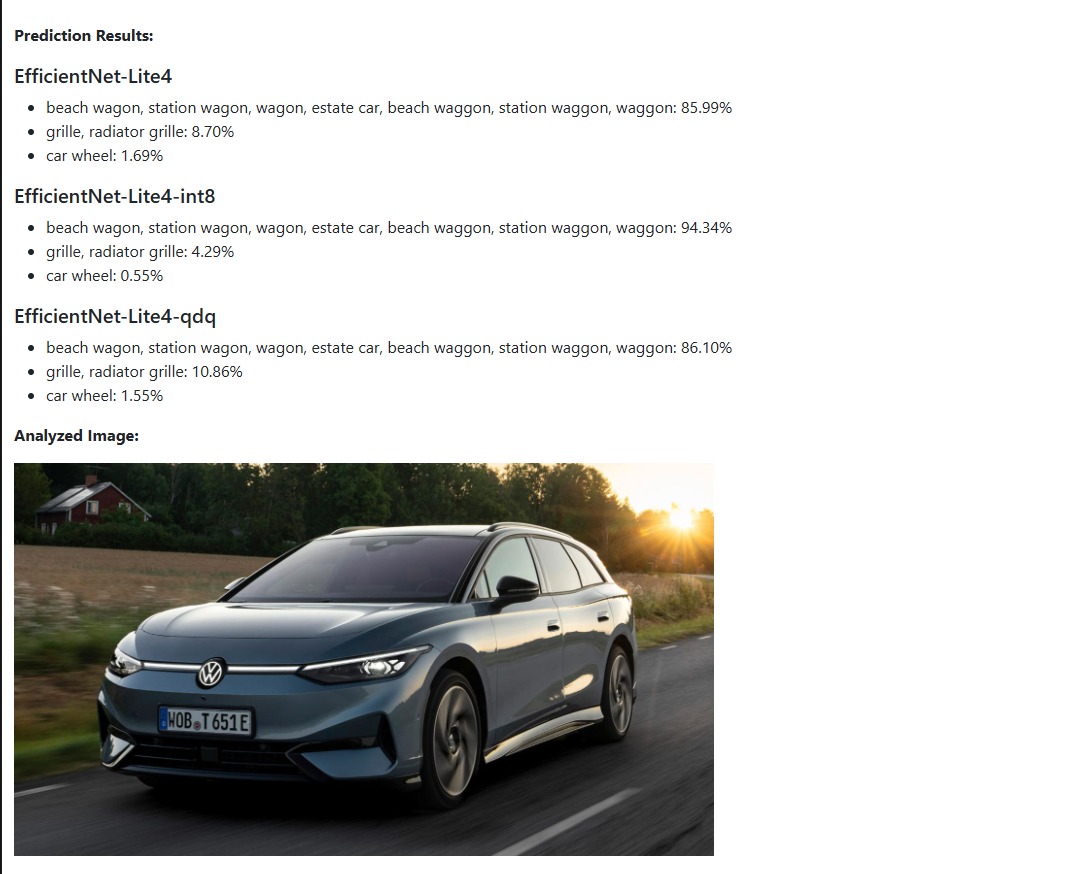 Prediction Results:
EfficientNet-Lite4
beach wagon, station wagon, wagon, estate car, beach waggon, station waggon, waggon: 85.99%
grille, radiator grille: 8.70%
car wheel: 1.69%
EfficientNet-Lite4-int8
beach wagon, station wagon, wagon, estate car, beach waggon, station waggon, waggon: 94.34%
grille, radiator grille: 4.29%
car wheel: 0.55%
EfficientNet-Lite4-qdq
beach wagon, station wagon, wagon, estate car, beach waggon, station waggon, waggon: 86.10%
grille, radiator grille: 10.86%
car wheel: 1.55%
Analyzed Image:
VW
WOB T 651E